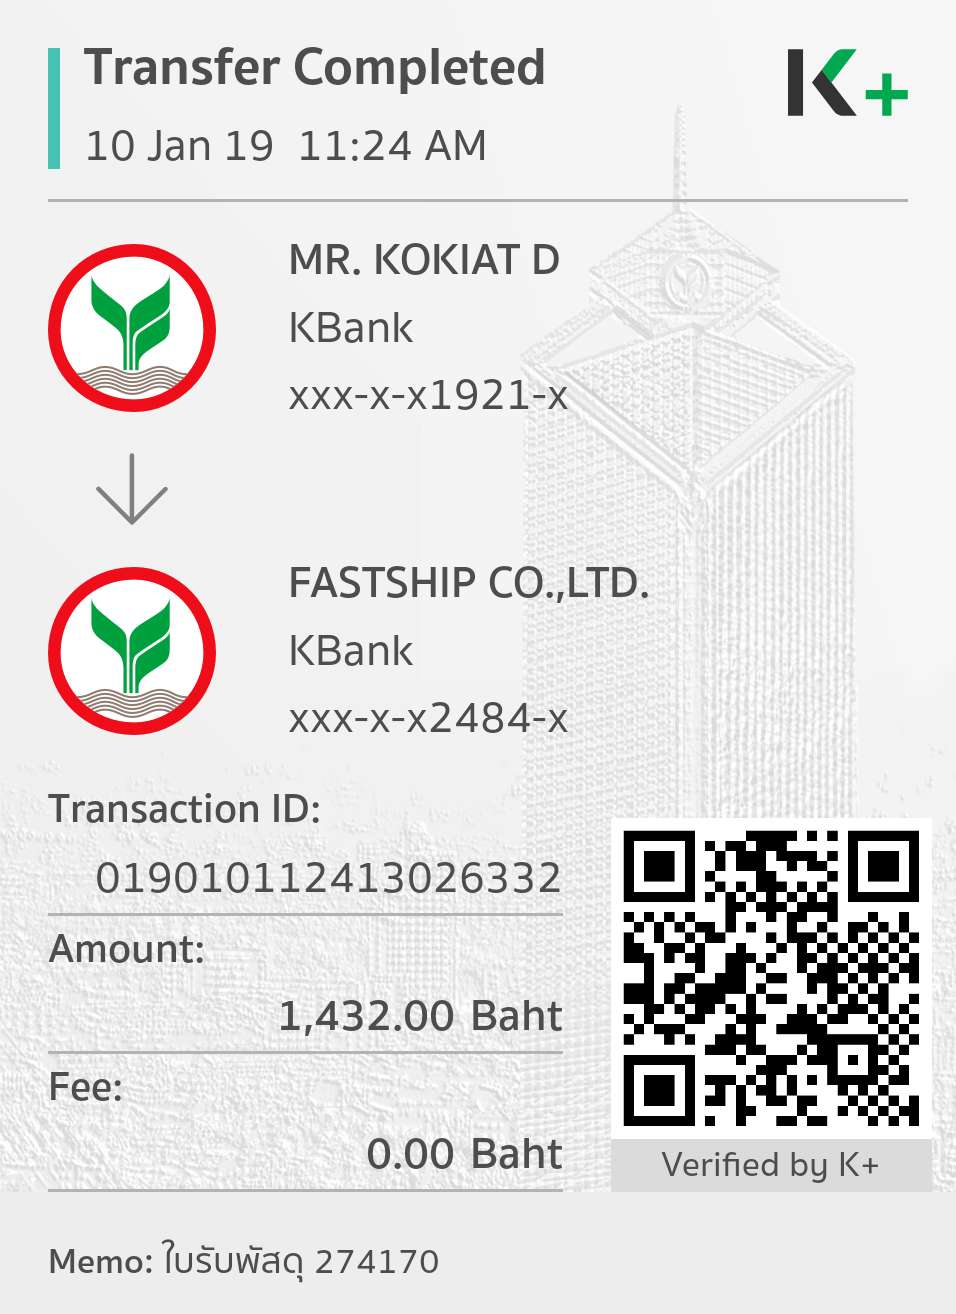 Transfer Completed
K+
10 Jan 19 11:24 AM
MR. KOKIAT D
KBank
xxx-x-x1921-x
FASTSHIP CO.,LTD.
KBank
xxx-x-x2484-x
Transaction ID:
019010112413026332
Amount:
1,432.00 Baht
Fee:
0.00 Baht
Verified by K+
Memo: ใบรับพัสดุ 274170